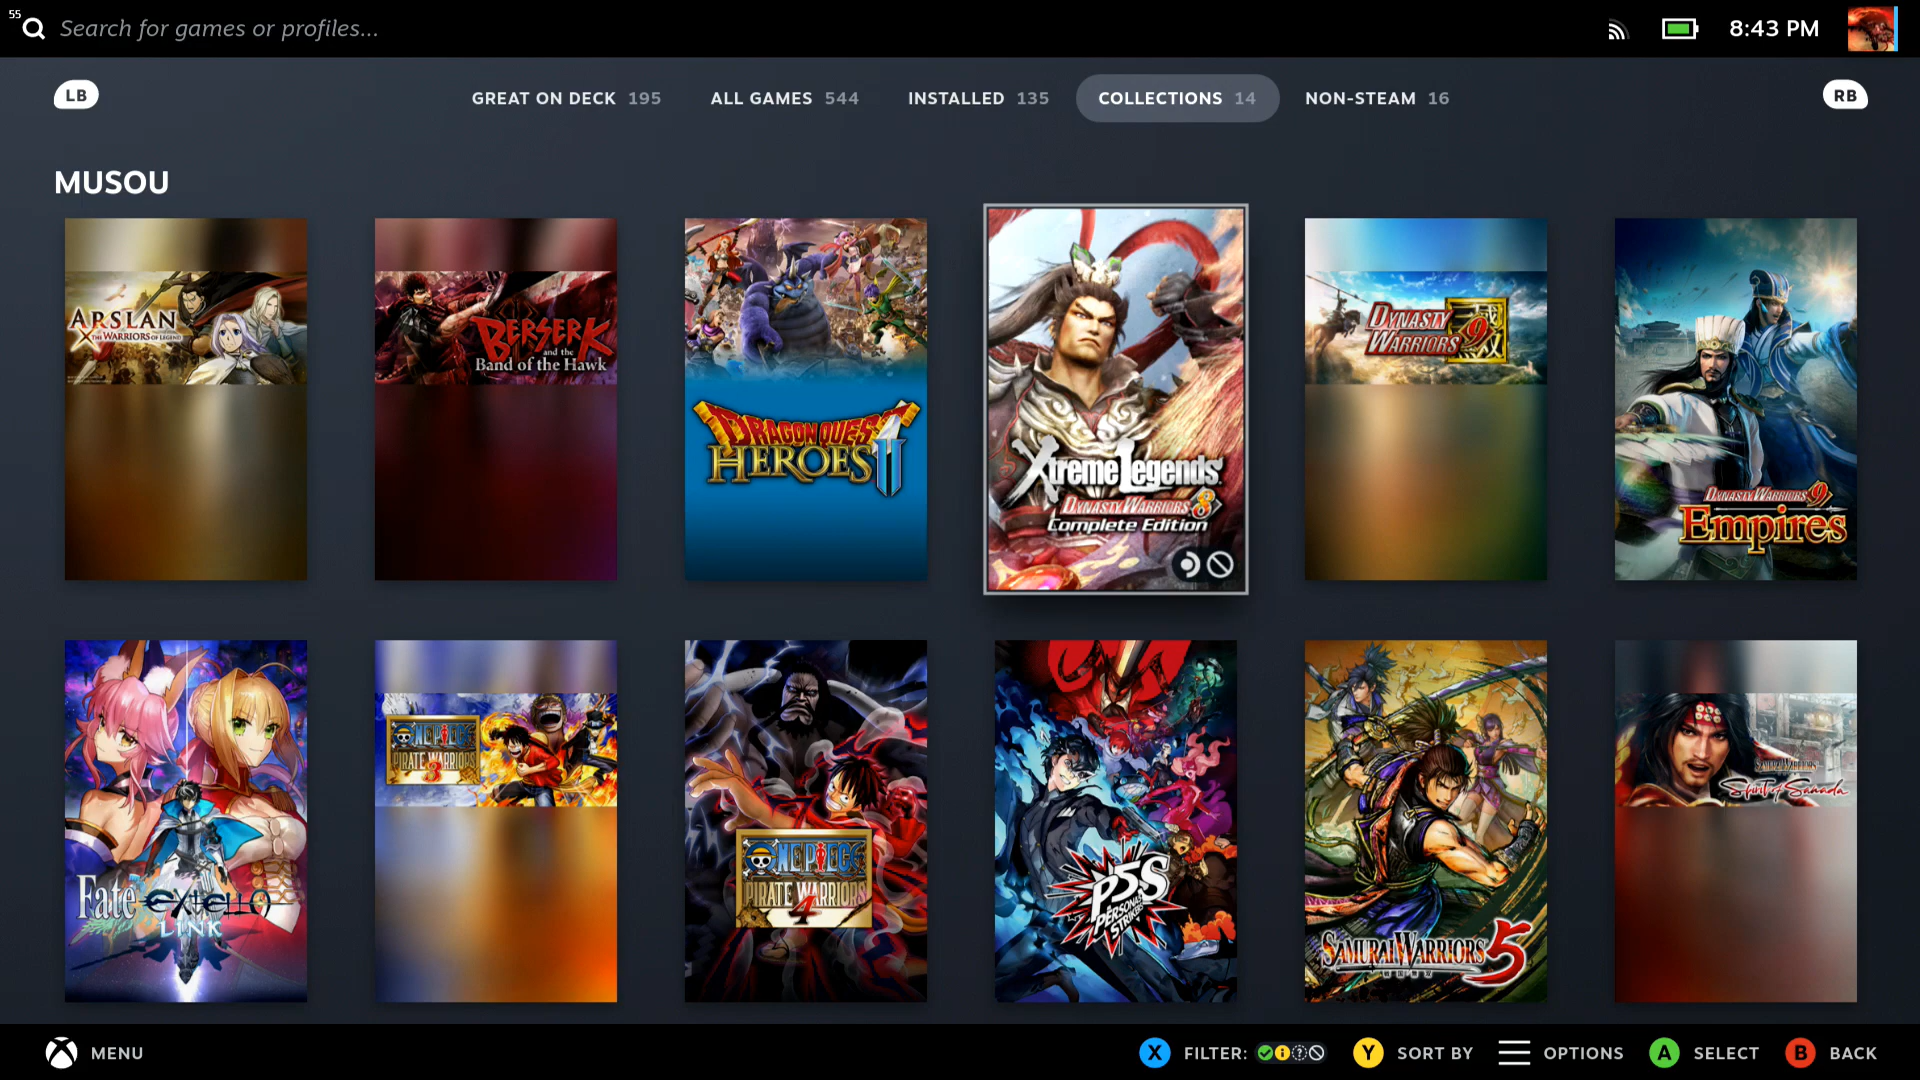 55
Search for games or profiles...
8:43 PM
LB
GREAT ON DECK 195
ALL GAMES 544
INSTALLED 135
COLLECTIONS 14
NON-STEAM 16
RB
MUSOU
ARSLAN
THE WARRIORS OF LEGEND
BERSERK
and the
Band of the Hawk
DRAGON QUEST
HEROES II
Xtreme Legends
DYNASTY WARRIORS 8
Complete Edition
DYNASTY
WARRIORS 9
DYNASTY WARRIORS 9
Empires
Fate EXTELLA
LINK
ONE PIECE
PIRATE WARRIORS
3
ONE PIECE
PIRATE WARRIORS
4
P5S
PERSONA5
STRIKERS
SAMURAI WARRIORS 5
SAMURAI WARRIORS
Spirit of Sanada
MENU
X FILTER:
Y SORT BY
OPTIONS
A SELECT
B BACK